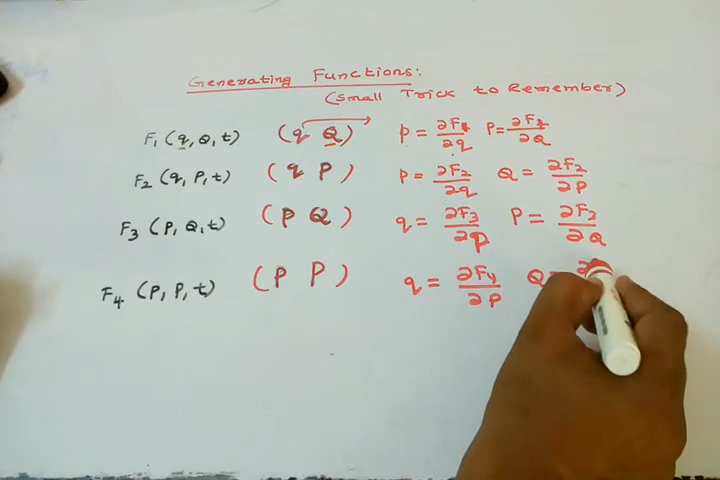 Generating Functions:
(Small Trick to Remember)
F₁ (q, Q, t) (q Q) p = ∂F₁/∂q P = ∂F₁/∂Q
F₂ (q, P, t) (q P) p = ∂F₂/∂q Q = ∂F₂/∂P
F₃ (p, Q, t) (p Q) q = ∂F₃/∂p P = ∂F₃/∂Q
F₄ (p, P, t) (p P) q = ∂F₄/∂p Q =